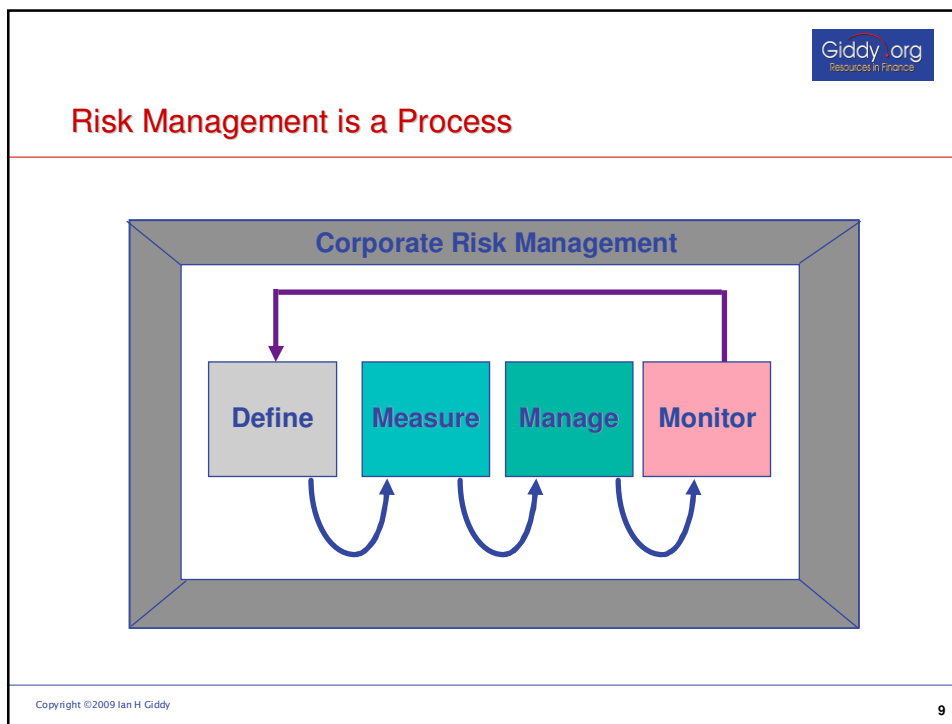 Giddy.org
Resources in Finance
Risk Management is a Process
Corporate Risk Management
Define
Measure
Manage
Monitor
Copyright ©2009 Ian H Giddy
9